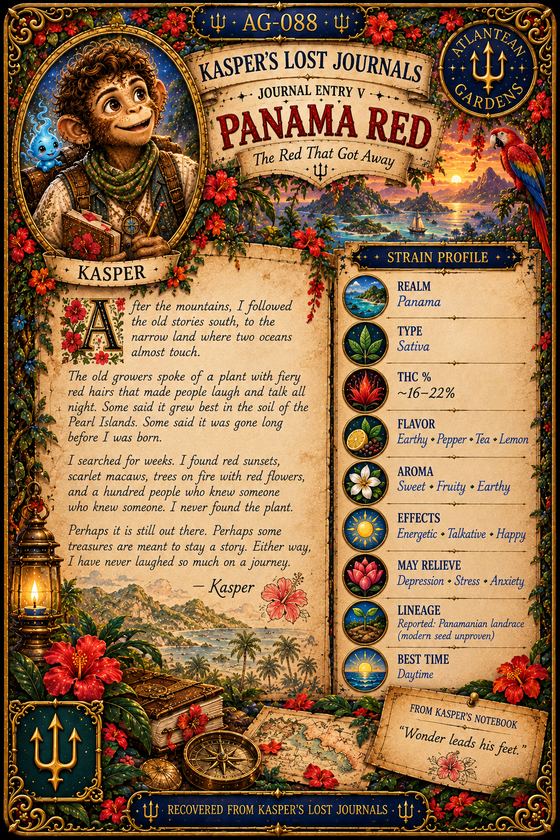 AG-088
KASPER'S LOST JOURNALS
JOURNAL ENTRY V
PANAMA RED
The Red That Got Away
ATLANTEAN
GARDENS
KASPER
After the mountains, I followed
the old stories south, to the
narrow land where two oceans
almost touch.
The old growers spoke of a plant with fiery
red hairs that made people laugh and talk all
night. Some said it grew best in the soil of the
Pearl Islands. Some said it was gone long
before I was born.
I searched for weeks. I found red sunsets,
scarlet macaws, trees on fire with red flowers,
and a hundred people who knew someone
who knew someone. I never found the plant.
Perhaps it is still out there. Perhaps some
treasures are meant to stay a story. Either way,
I have never laughed so much on a journey.
— Kasper
STRAIN PROFILE
REALM
Panama
TYPE
Sativa
THC %
~16–22%
FLAVOR
Earthy • Pepper • Tea • Lemon
AROMA
Sweet • Fruity • Earthy
EFFECTS
Energetic • Talkative • Happy
MAY RELIEVE
Depression • Stress • Anxiety
LINEAGE
Reported: Panamanian landrace
(modern seed unproven)
BEST TIME
Daytime
FROM KASPER'S NOTEBOOK
"Wonder leads his feet."
RECOVERED FROM KASPER'S LOST JOURNALS